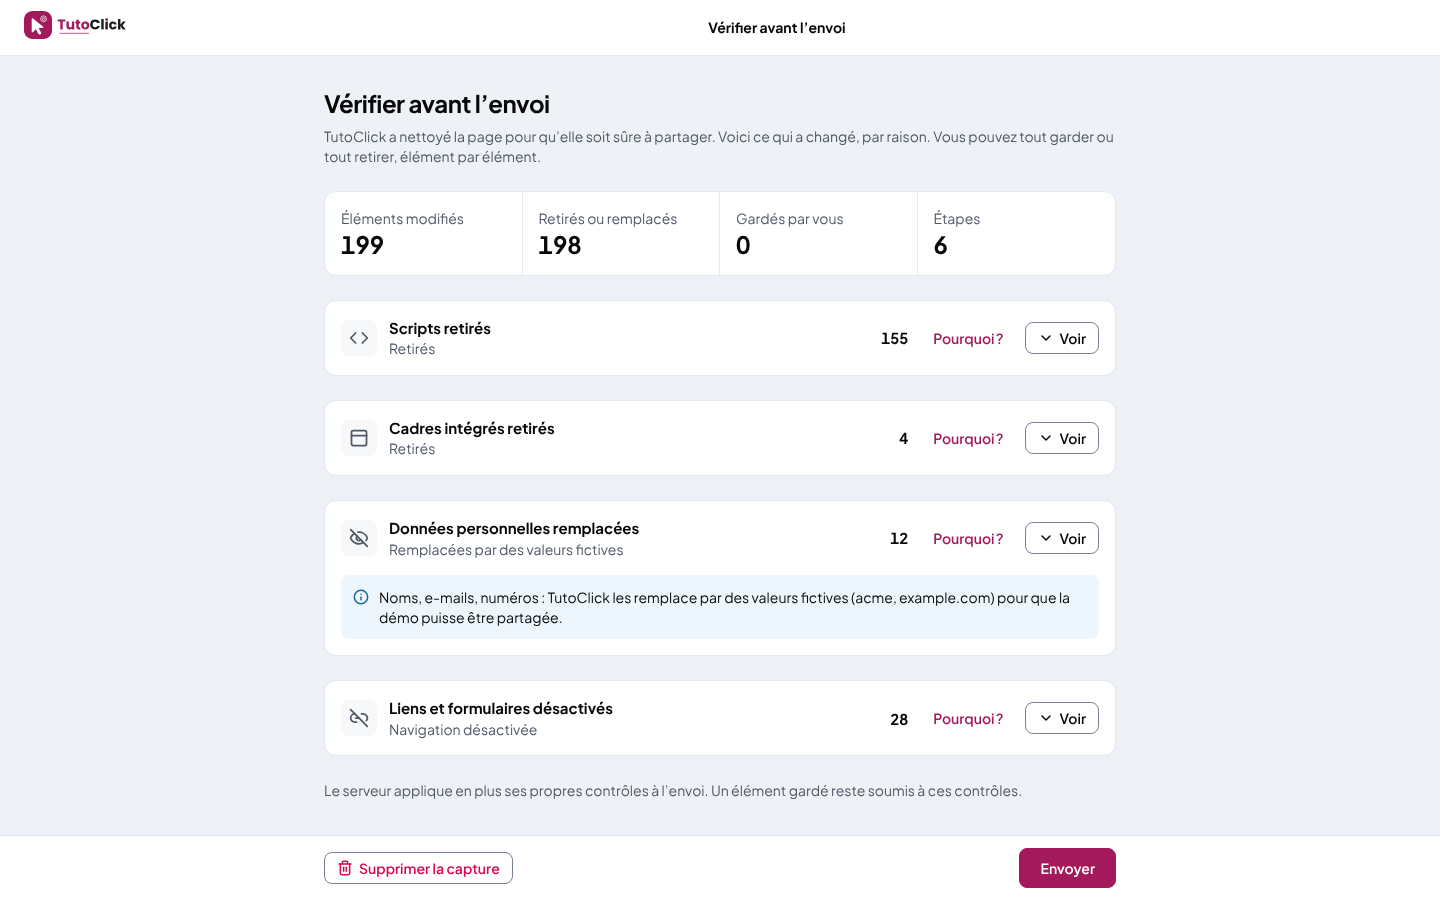 TutoClick
Vérifier avant l’envoi
Vérifier avant l’envoi
TutoClick a nettoyé la page pour qu’elle soit sûre à partager. Voici ce qui a changé, par raison. Vous pouvez tout garder ou
tout retirer, élément par élément.
Éléments modifiés
199
Retirés ou remplacés
198
Gardés par vous
0
Étapes
6
Scripts retirés
Retirés
155
Pourquoi ?
Voir
Cadres intégrés retirés
Retirés
4
Pourquoi ?
Voir
Données personnelles remplacées
Remplacées par des valeurs fictives
12
Pourquoi ?
Voir
Noms, e-mails, numéros : TutoClick les remplace par des valeurs fictives (acme, example.com) pour que la
démo puisse être partagée.
Liens et formulaires désactivés
Navigation désactivée
28
Pourquoi ?
Voir
Le serveur applique en plus ses propres contrôles à l’envoi. Un élément gardé reste soumis à ces contrôles.
Supprimer la capture
Envoyer